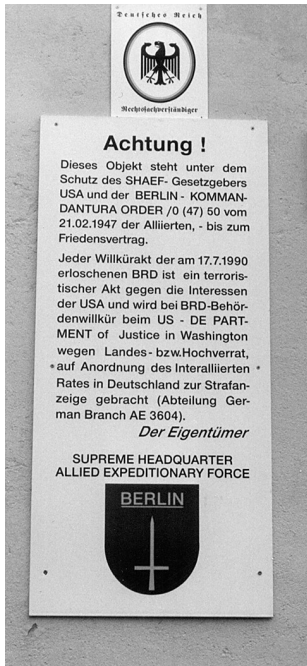 Deutsches Reich
Rechtssachverständiger
Achtung !
Dieses Objekt steht unter dem
Schutz des SHAEF- Gesetzgebers
USA und der BERLIN - KOMMAN-
DANTURA ORDER /0 (47) 50 vom
21.02.1947 der Alliierten, - bis zum
Friedensvertrag.
Jeder Willkürakt der am 17.7.1990
erloschenen BRD ist ein terroris-
tischer Akt gegen die Interessen
der USA und wird bei BRD-Behör-
denwillkür beim US - DE PART-
MENT of Justice in Washington
wegen Landes- bzw.Hochverrat,
auf Anordnung des Interalliierten
Rates in Deutschland zur Strafan-
zeige gebracht (Abteilung Ger-
man Branch AE 3604).
Der Eigentümer
SUPREME HEADQUARTER
ALLIED EXPEDITIONARY FORCE
BERLIN